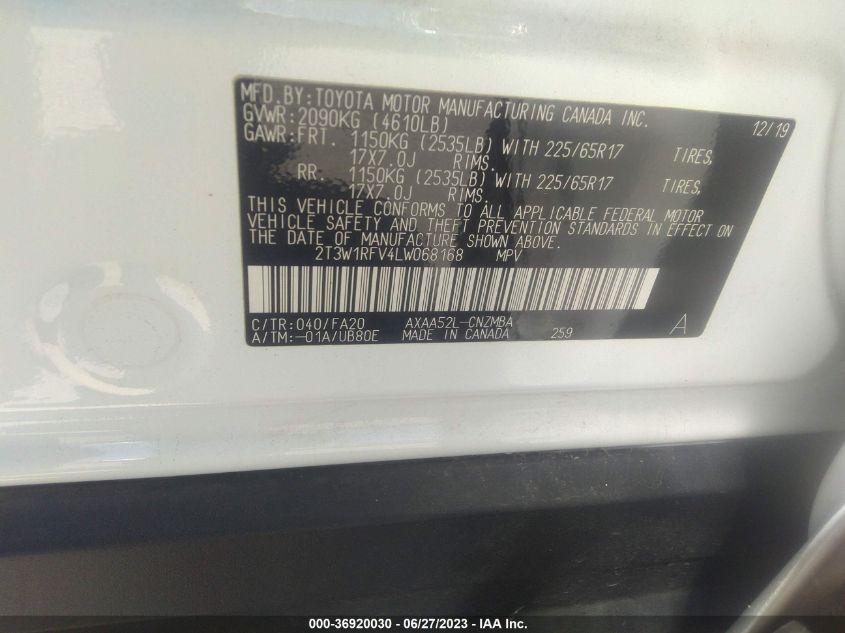 MFD.BY:TOYOTA MOTOR MANUFACTURING CANADA INC.
GVWR:2090KG (4610LB) 12/19
GAWR:FRT. 1150KG (2535LB) WITH 225/65R17 TIRES,
17X7.0J RIMS.
RR. 1150KG (2535LB) WITH 225/65R17 TIRES,
17X7.0J RIMS.
THIS VEHICLE CONFORMS TO ALL APPLICABLE FEDERAL MOTOR
VEHICLE SAFETY AND THEFT PREVENTION STANDARDS IN EFFECT ON
THE DATE OF MANUFACTURE SHOWN ABOVE.
2T3W1RFV4LW068168 MPV
C/TR:040/FA20 AXAA52L-CNZMBA
A/TM:-01A/UB80E MADE IN CANADA 259 A
000-36920030 - 06/27/2023 - IAA Inc.